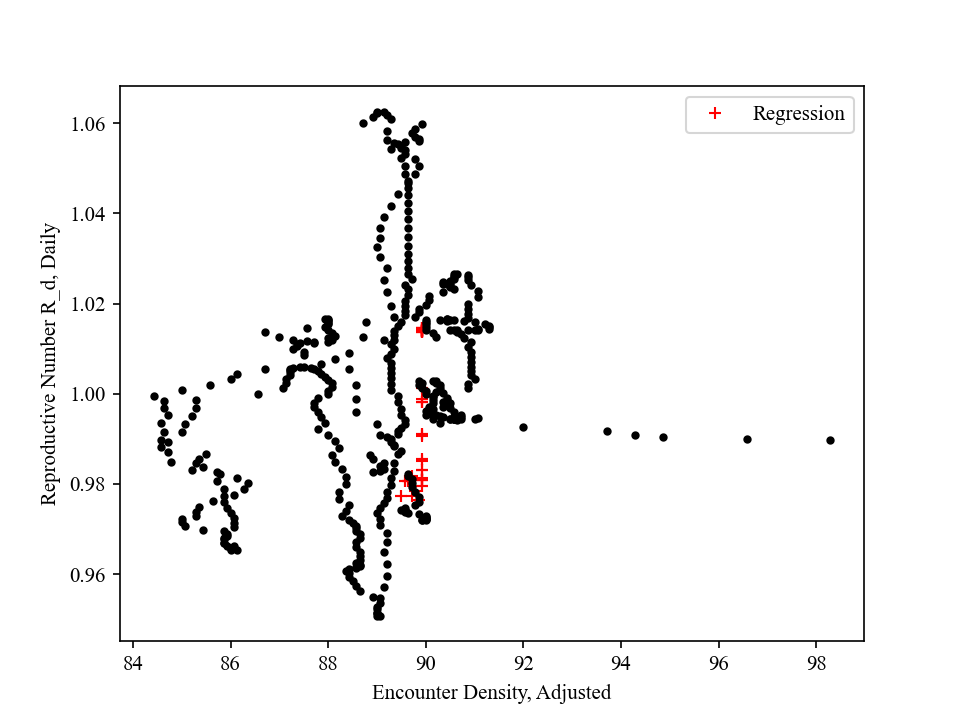 Regression
1.06
1.04
1.02
1.00
0.98
0.96
Reproductive Number R_d, Daily
84 86 88 90 92 94 96 98
Encounter Density, Adjusted